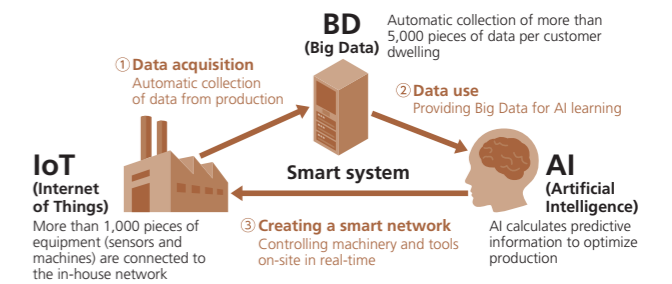 BD
(Big Data)
Automatic collection of more than
5,000 pieces of data per customer
dwelling
①Data acquisition
Automatic collection
of data from production
②Data use
Providing Big Data for AI learning
IoT
(Internet
of Things)
More than 1,000 pieces of
equipment (sensors and
machines) are connected to
the in-house network
Smart system
AI
(Artificial
Intelligence)
AI calculates predictive
information to optimize
production
③Creating a smart network
Controlling machinery and tools
on-site in real-time